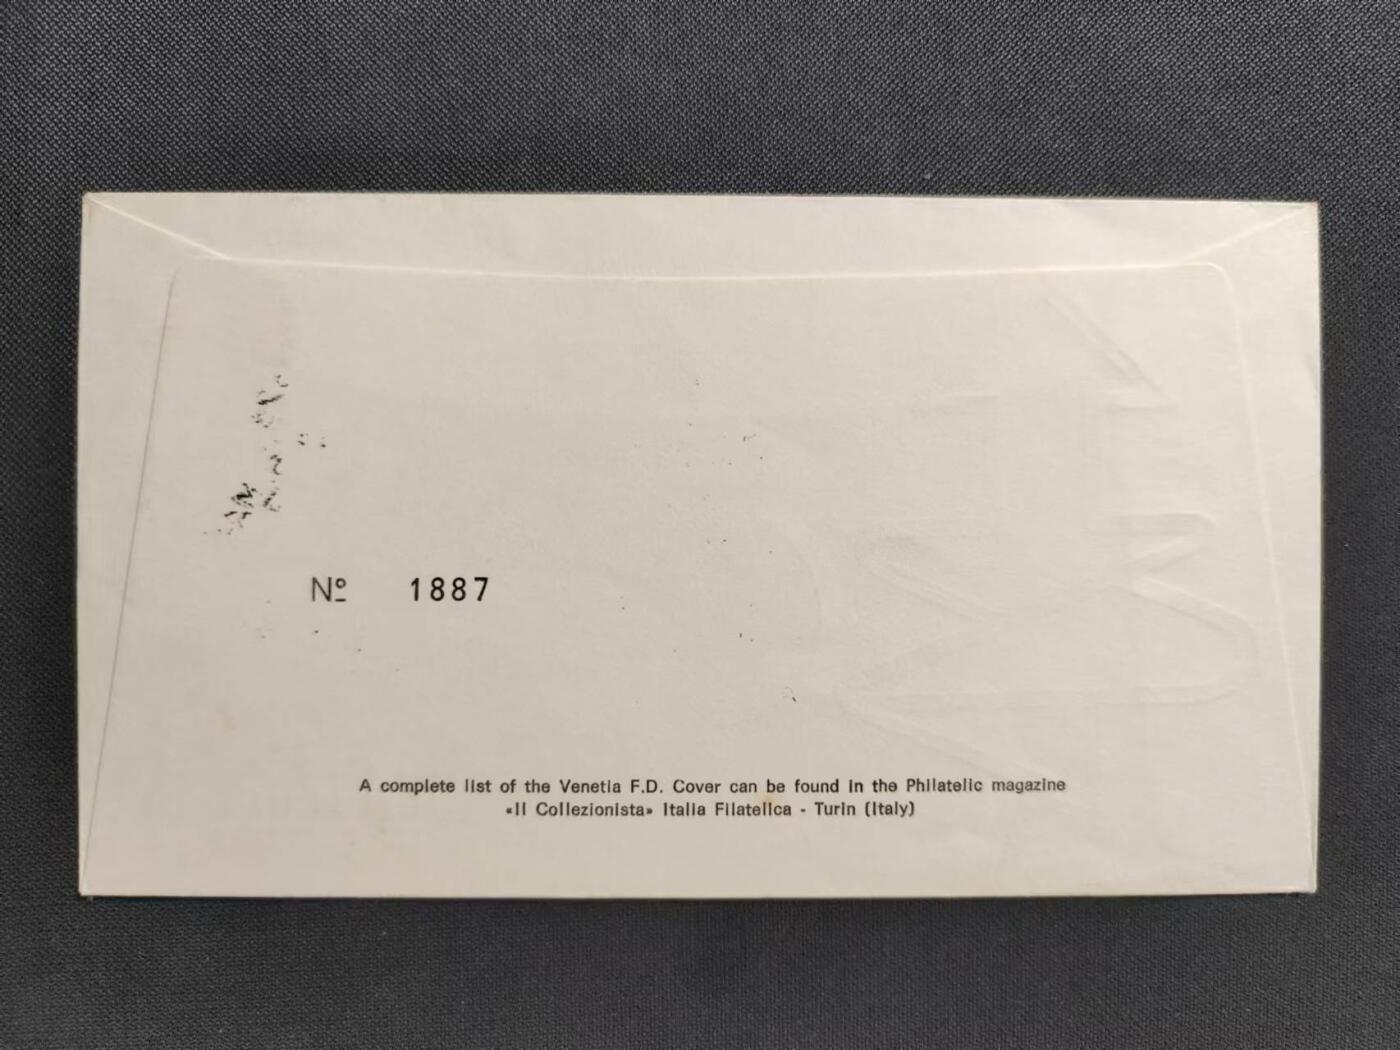 Nº 1887
A complete list of the Venetia F.D. Cover can be found in the Philatelic magazine
«Il Collezionista» Italia Filatelica - Turin (Italy)